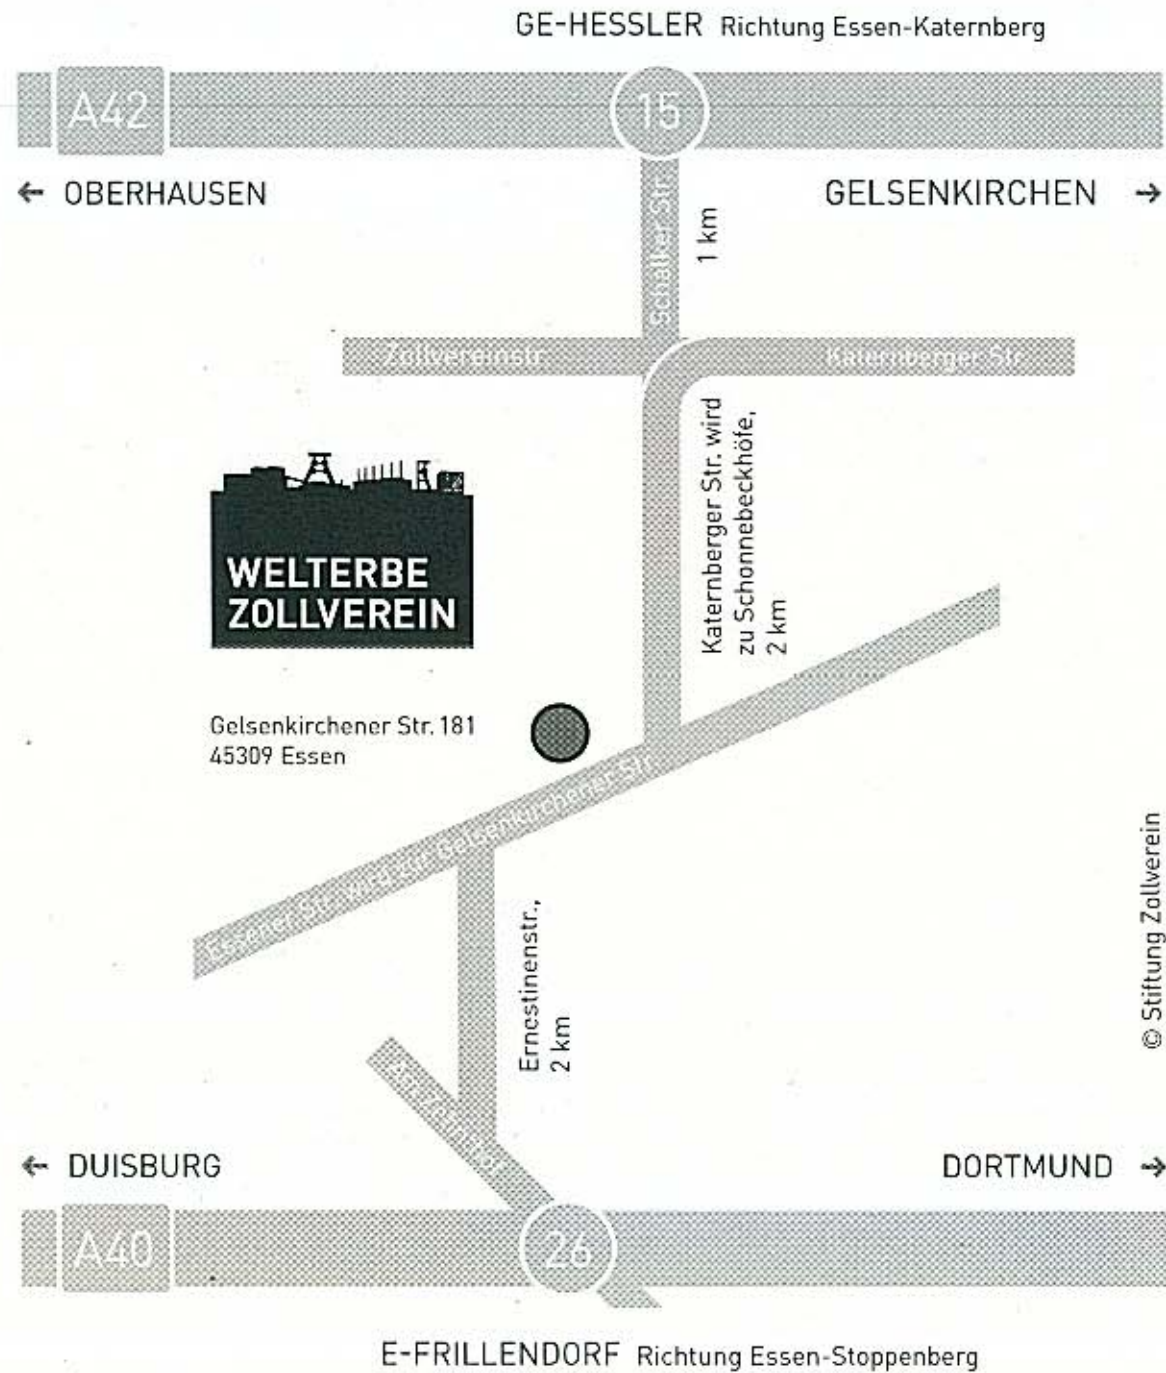 GE-HESSLER Richtung Essen-Katernberg
A42
15
← OBERHAUSEN
GELSENKIRCHEN →
Schalker Str.
1 km
Zollvereinstr.
Katernberger Str.
Katernberger Str. wird
zu Schonnebeckhöfe,
2 km
WELTERBE
ZOLLVEREIN
Gelsenkirchener Str. 181
45309 Essen
Essener Str. wird zur Gelsenkirchener Str.
Ernestinenstr.,
2 km
© Stiftung Zollverein
← DUISBURG
DORTMUND →
A40
26
E-FRILLENDORF Richtung Essen-Stoppenberg